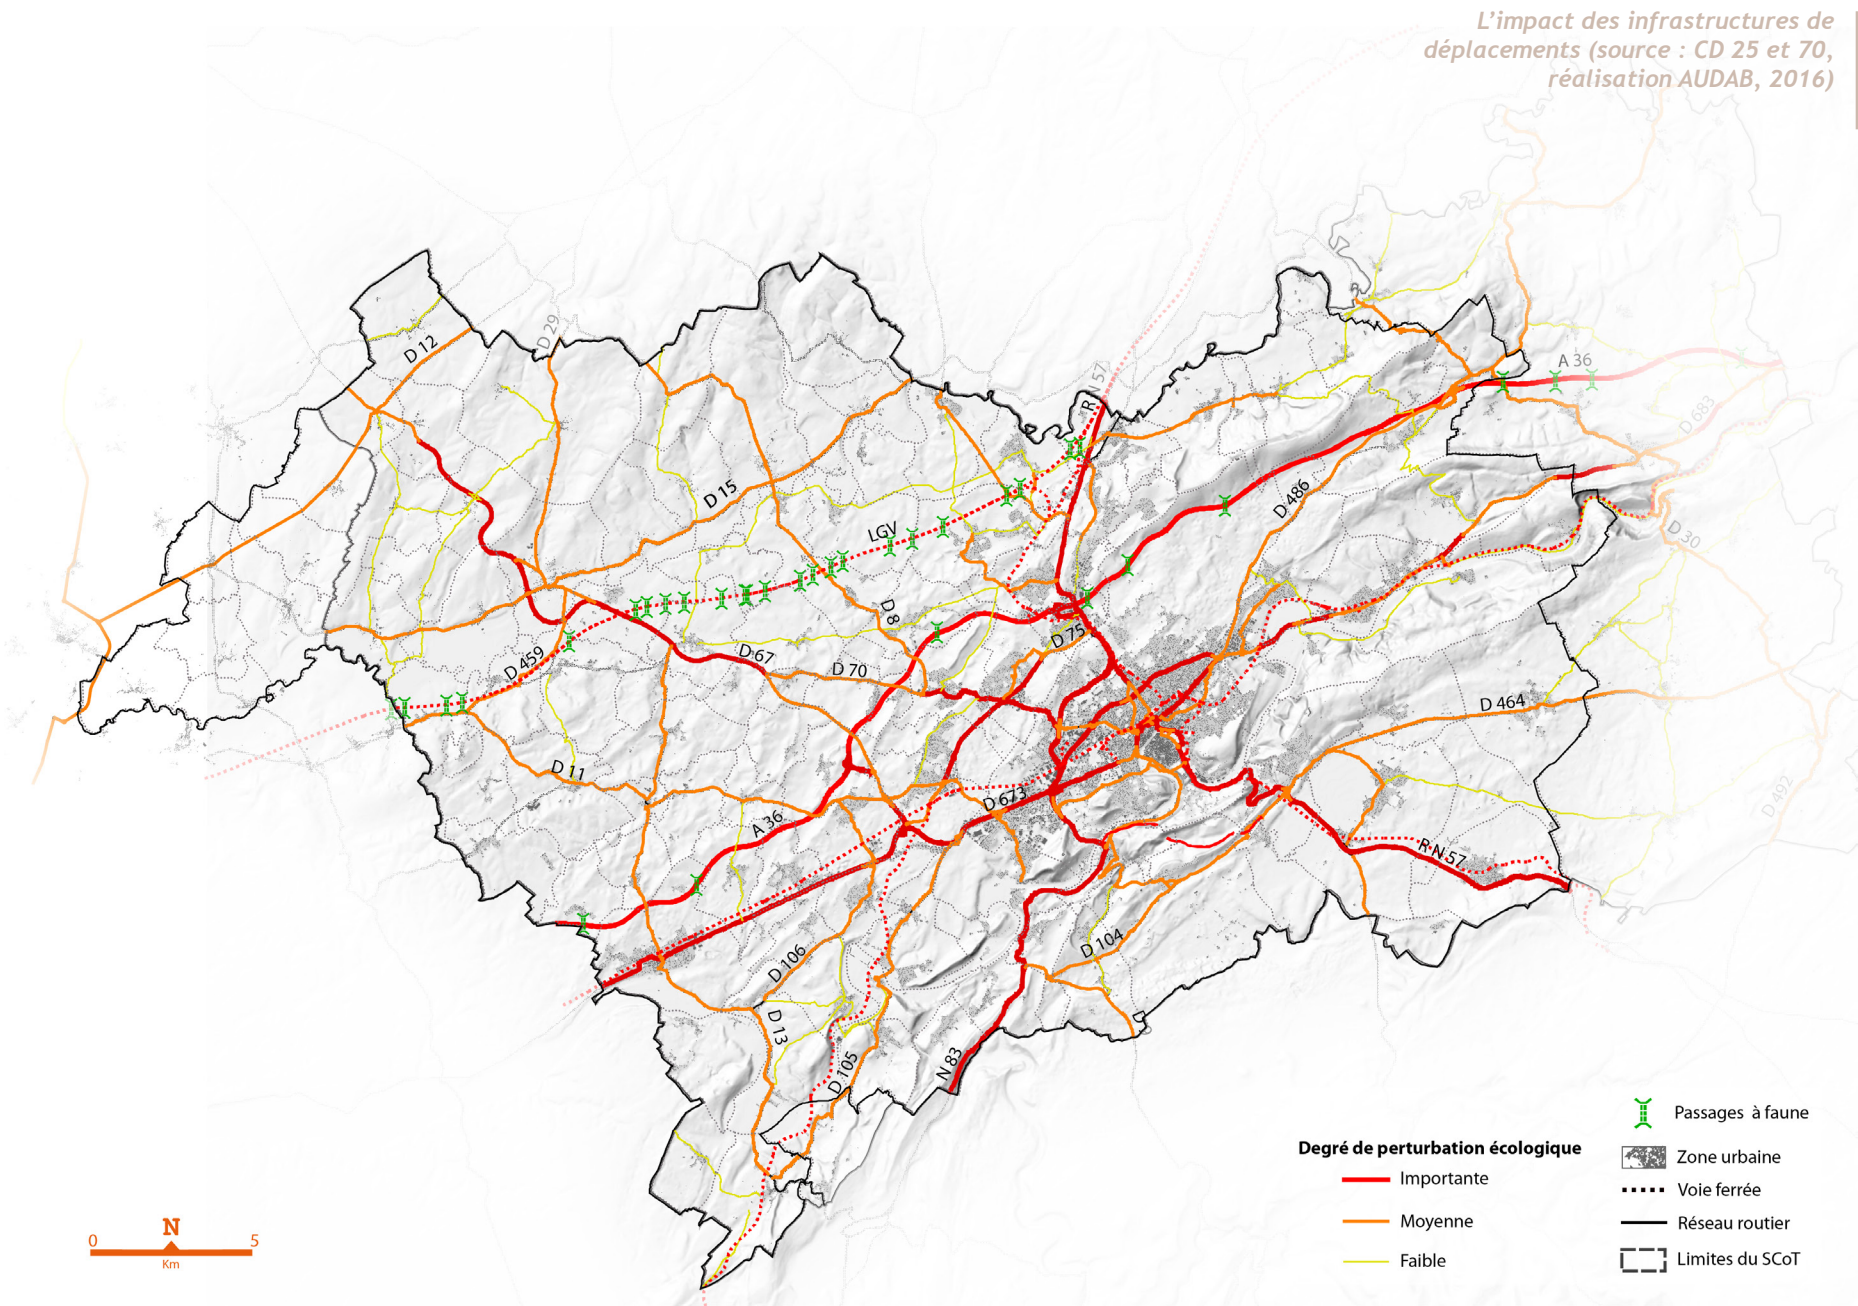 L'impact des infrastructures de
déplacements (source : CD 25 et 70,
réalisation AUDAB, 2016)
D 12
D 29
R N 57
A 36
D 683
D 15
LGV
D 486
D 30
D 8
D 75
D 459
D 67
D 70
D 464
D 11
A 36
D 673
D 492
R N 57
D 106
D 104
D 13
D 105
N 83
Passages à faune
Degré de perturbation écologique
Zone urbaine
Importante
Voie ferrée
Moyenne
Réseau routier
Faible
Limites du SCoT
N
0 5
Km